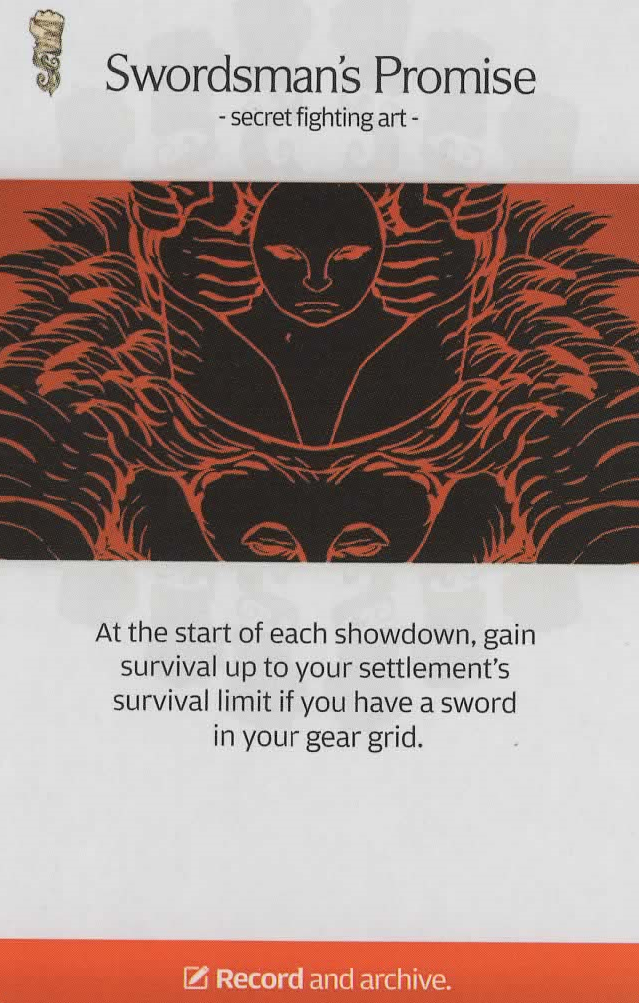 Swordsman's Promise
- secret fighting art -
At the start of each showdown, gain
survival up to your settlement's
survival limit if you have a sword
in your gear grid.
Record and archive.